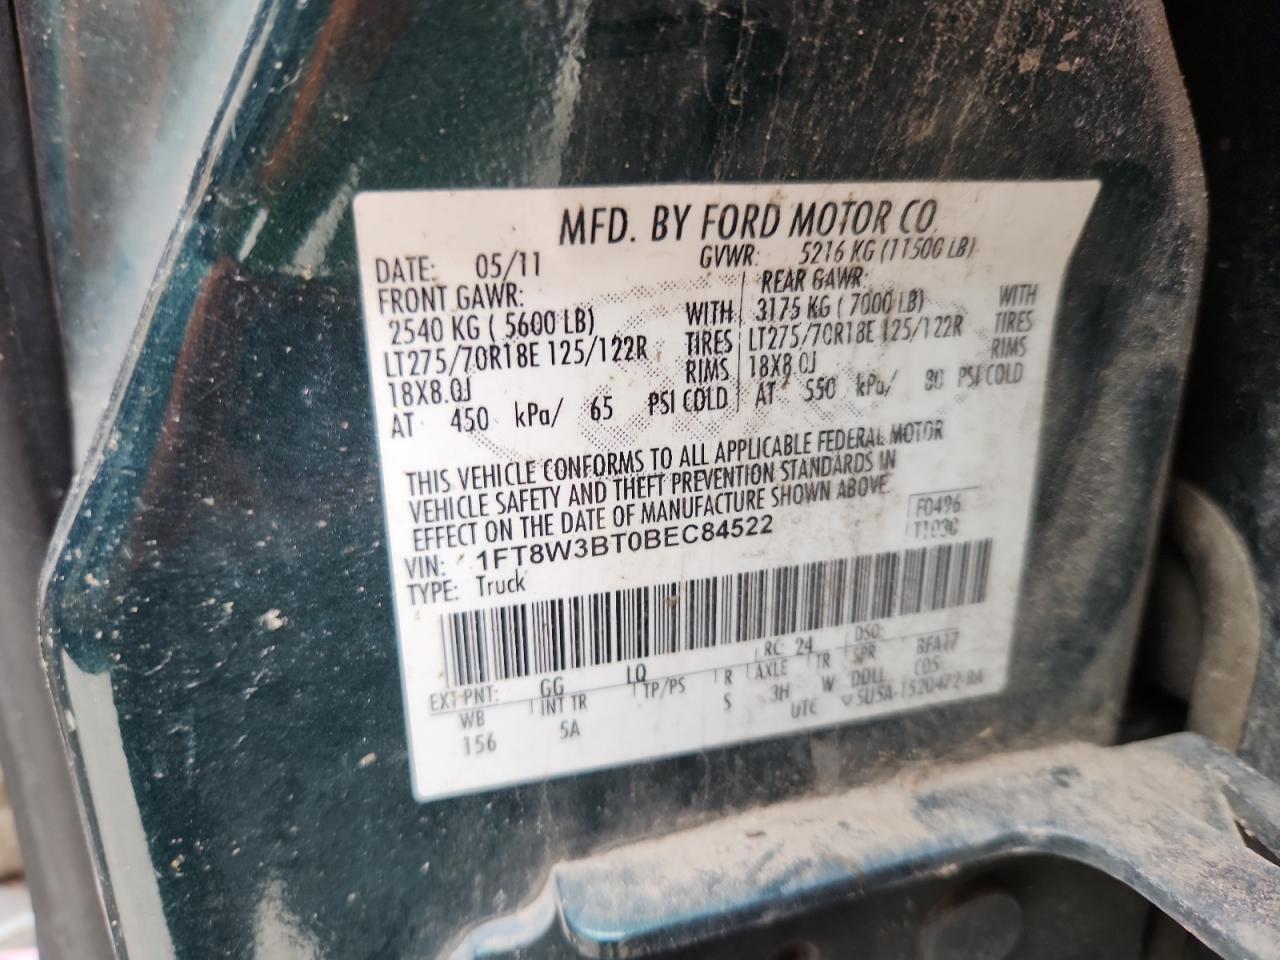 MFD. BY FORD MOTOR CO.
DATE: 05/11 GVWR: 5216 KG (11500 LB)
FRONT GAWR: REAR GAWR:
2540 KG ( 5600 LB) WITH 3175 KG ( 7000 LB) WITH
LT275/70R18E 125/122R TIRES LT275/70R18E 125/122R TIRES
18X8.0J RIMS 18X8.0J RIMS
AT 450 kPa/ 65 PSI COLD AT 550 kPa/ 80 PSI COLD
THIS VEHICLE CONFORMS TO ALL APPLICABLE FEDERAL MOTOR
VEHICLE SAFETY AND THEFT PREVENTION STANDARDS IN
EFFECT ON THE DATE OF MANUFACTURE SHOWN ABOVE.
VIN: 1FT8W3BT0BEC84522 F0496
TYPE: Truck
RC: 24 DSO:
EXT PNT: GG LQ
WB INT TR TP/PS R AXLE TR SPR BFA17
156 5A S 3H W DDLL C05
UTC ▽5U5A-1520472-BA